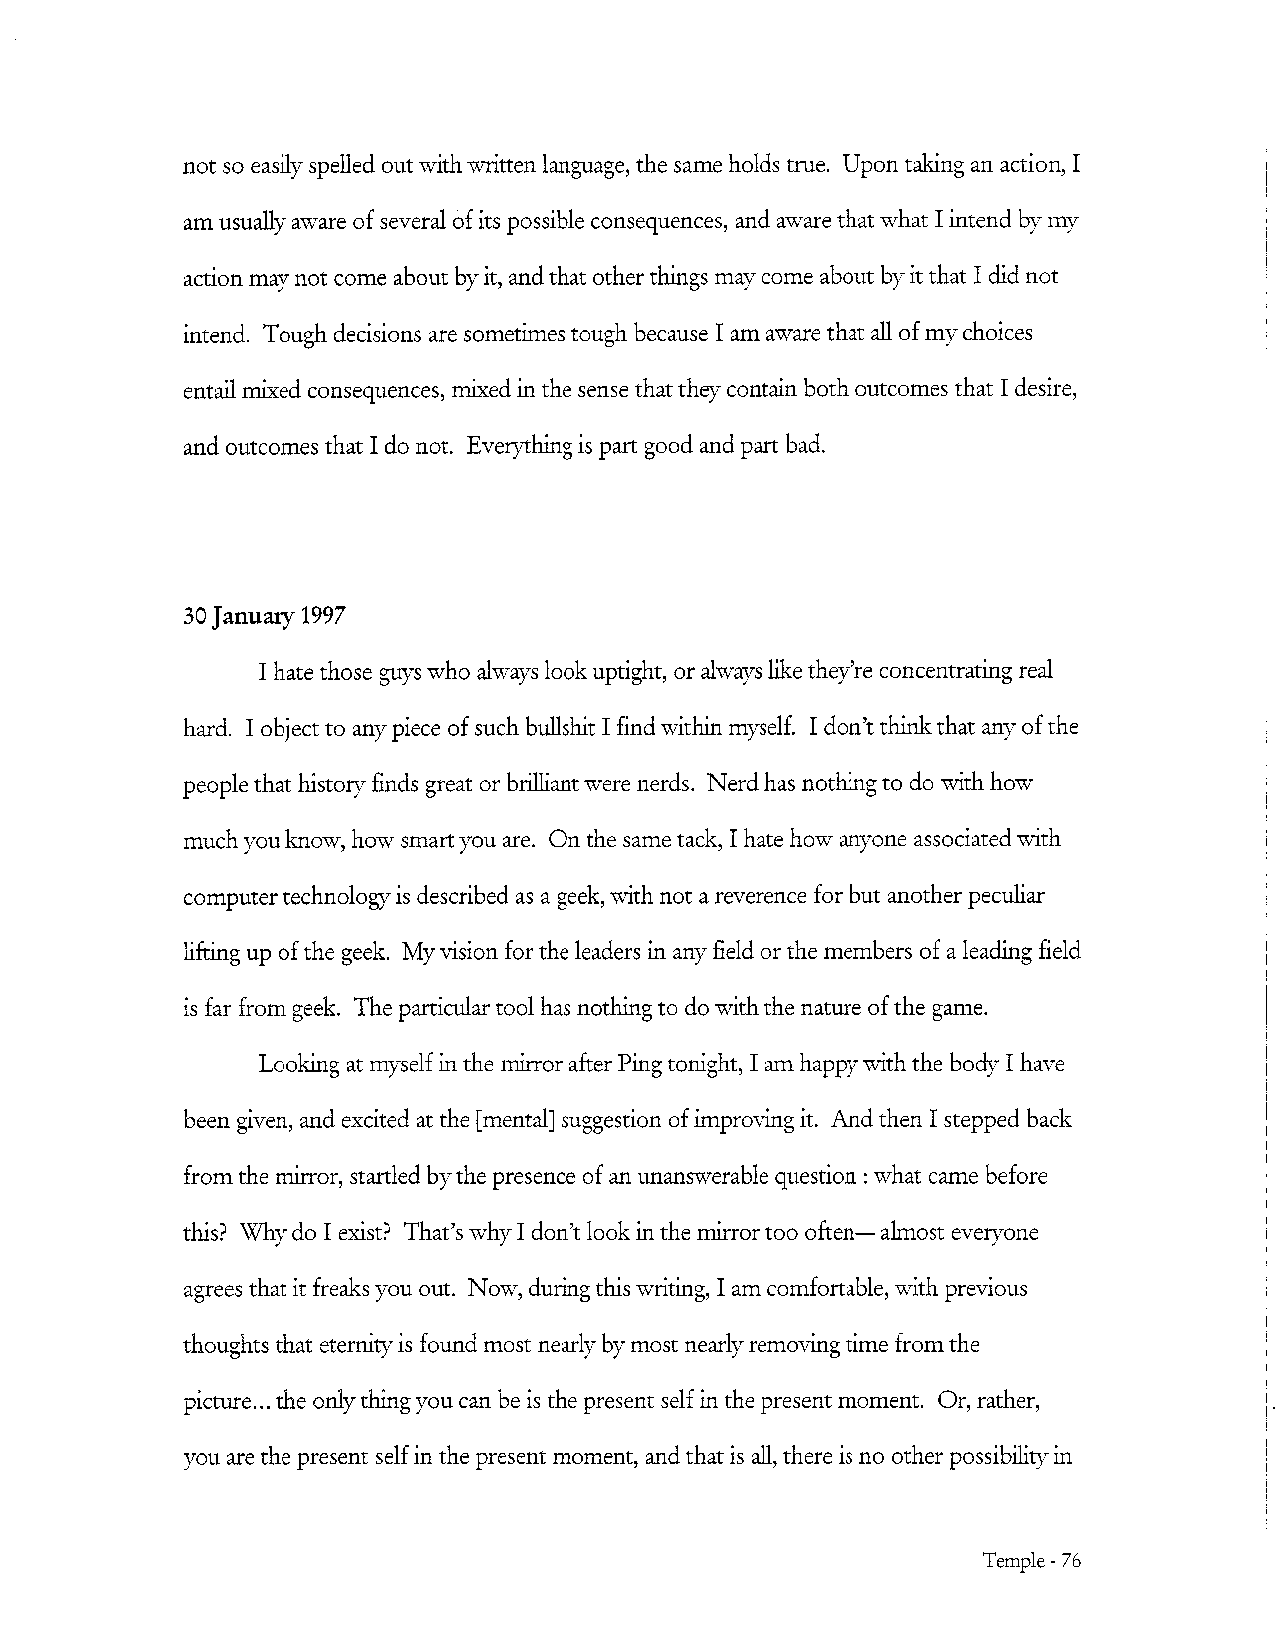 not so easily spelled out with written language, the same holds true. Upon taking an action, I
am usually aware of several of its possible consequences, and aware that what I intend by my
action may not come about by it, and that other things may come about by it that I did not
intend. Tough decisions are sometimes tough because I am aware that all of my choices
entail mixed consequences, mixed in the sense that they contain both outcomes that I desire,
and outcomes that I do not. Everything is part good and part bad.
30 January 1997
I hate those guys who always look uptight, or always like they're concentrating real
hard. I object to any piece of such bullshit I find within myself. I don't think that any of the
people that history finds great or brilliant were nerds. Nerd has nothing to do with how
much you know, how smart you are. On the same tack, I hate how anyone associated with
computer technology is described as a geek, with not a reverence for but another peculiar
lifting up of the geek. My vision for the leaders in any field or the members of a leading field
is far from geek. The particular tool has nothing to do with the nature of the game.
Looking at myself in the mirror after Ping tonight, I am happy with the body I have
been given, and excited at the [mental] suggestion of improving it. And then I stepped back
from the mirror, startled by the presence of an unanswerable question : what came before
this? Why do I exist? That's why I don't look in the mirror too often— almost everyone
agrees that it freaks you out. Now, during this writing, I am comfortable, with previous
thoughts that eternity is found most nearly by most nearly removing time from the
picture... the only thing you can be is the present self in the present moment. Or, rather,
you are the present self in the present moment, and that is all, there is no other possibility in
Temple - 76